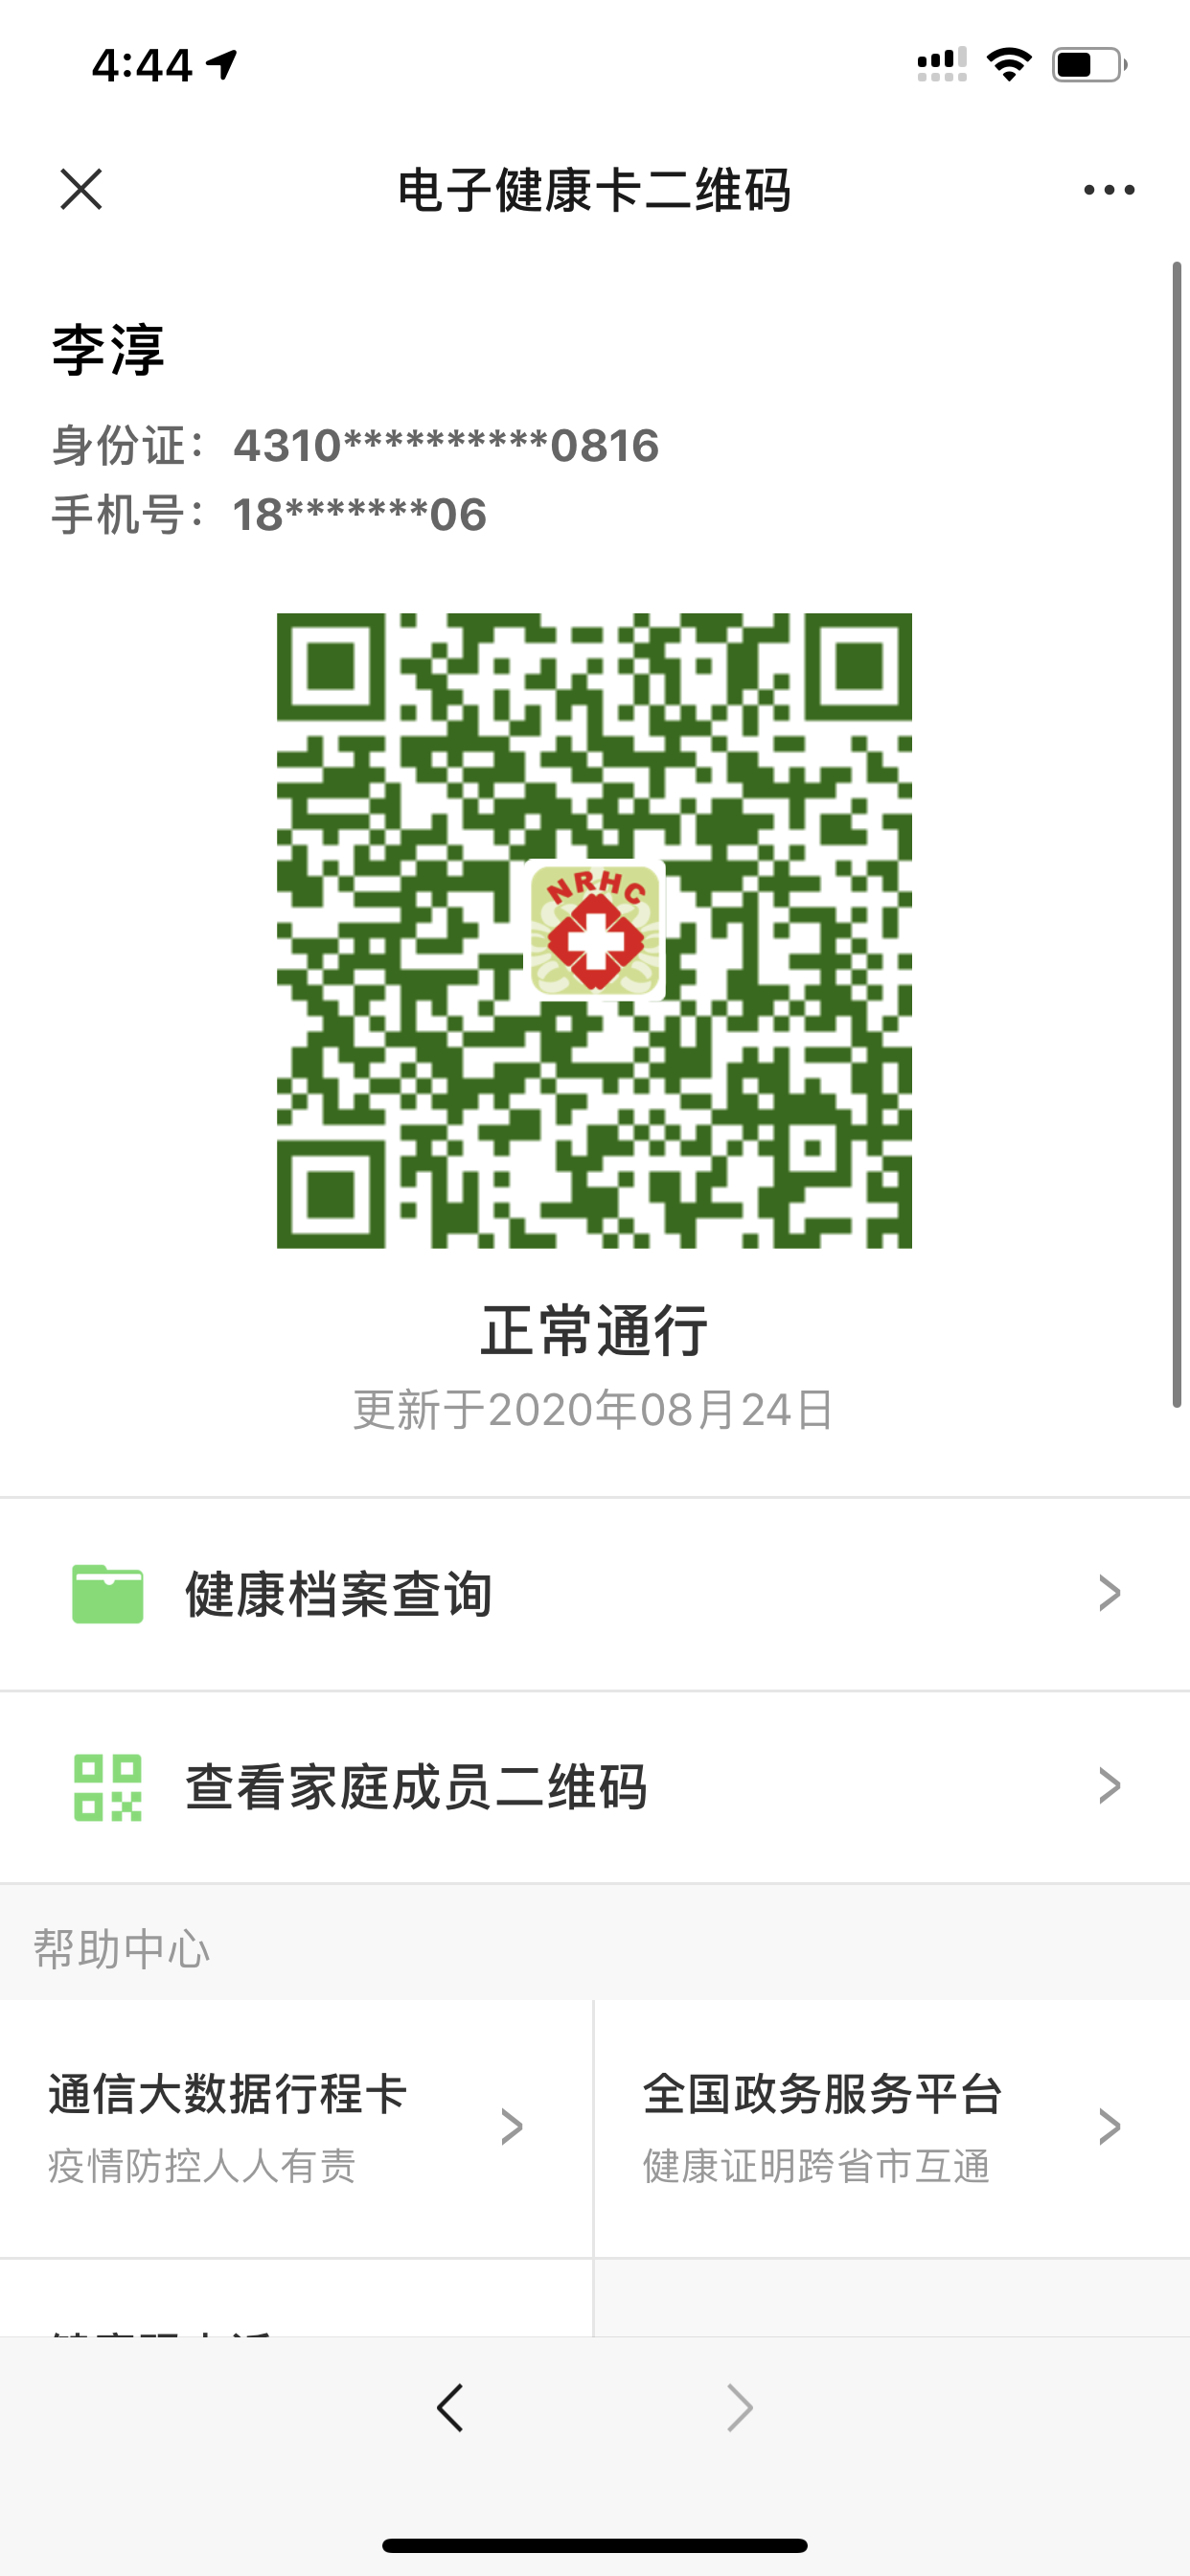 4:44
电子健康卡二维码
李淳
身份证：4310**********0816
手机号：18*******06
NRHC
正常通行
更新于2020年08月24日
健康档案查询
查看家庭成员二维码
帮助中心
通信大数据行程卡
疫情防控人人有责
全国政务服务平台
健康证明跨省市互通